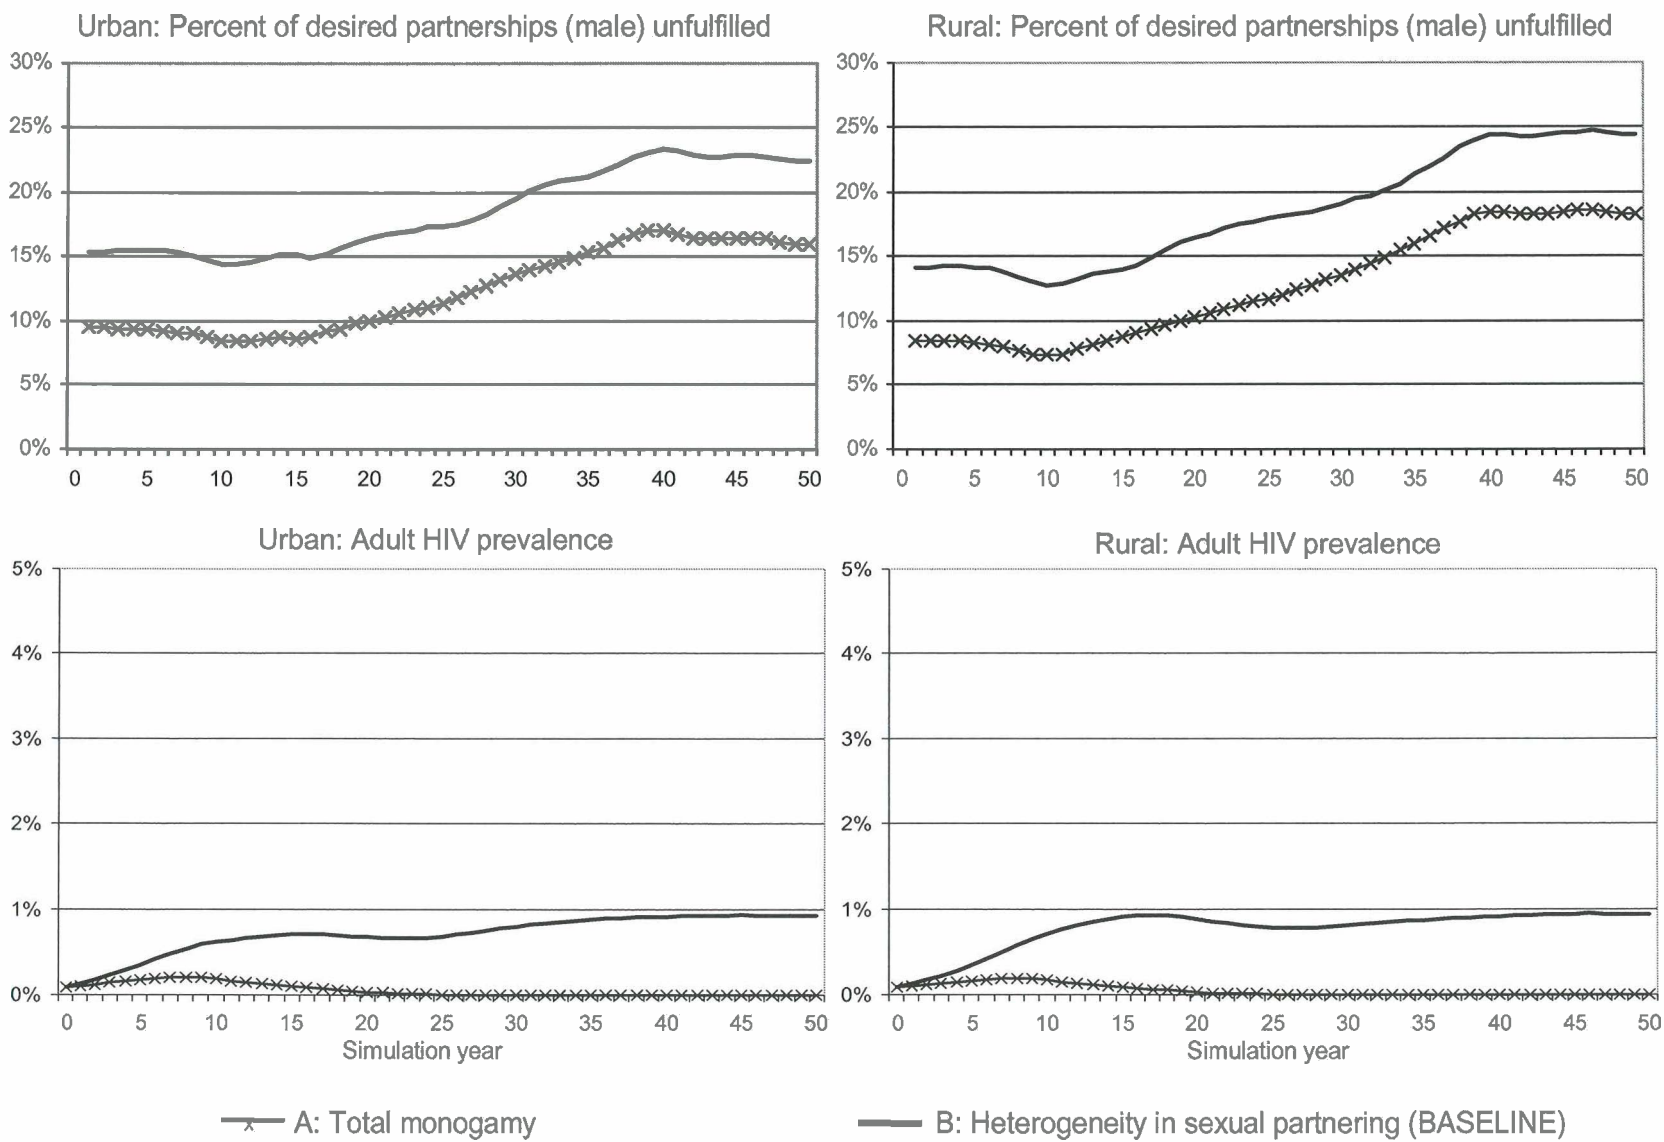 Urban: Percent of desired partnerships (male) unfulfilled
30%
25%
20%
15%
10%
5%
0%
0 5 10 15 20 25 30 35 40 45 50
Rural: Percent of desired partnerships (male) unfulfilled
30%
25%
20%
15%
10%
5%
0%
0 5 10 15 20 25 30 35 40 45 50
Urban: Adult HIV prevalence
5%
4%
3%
2%
1%
0%
0 5 10 15 20 25 30 35 40 45 50
Simulation year
Rural: Adult HIV prevalence
5%
4%
3%
2%
1%
0%
0 5 10 15 20 25 30 35 40 45 50
Simulation year
A: Total monogamy
B: Heterogeneity in sexual partnering (BASELINE)